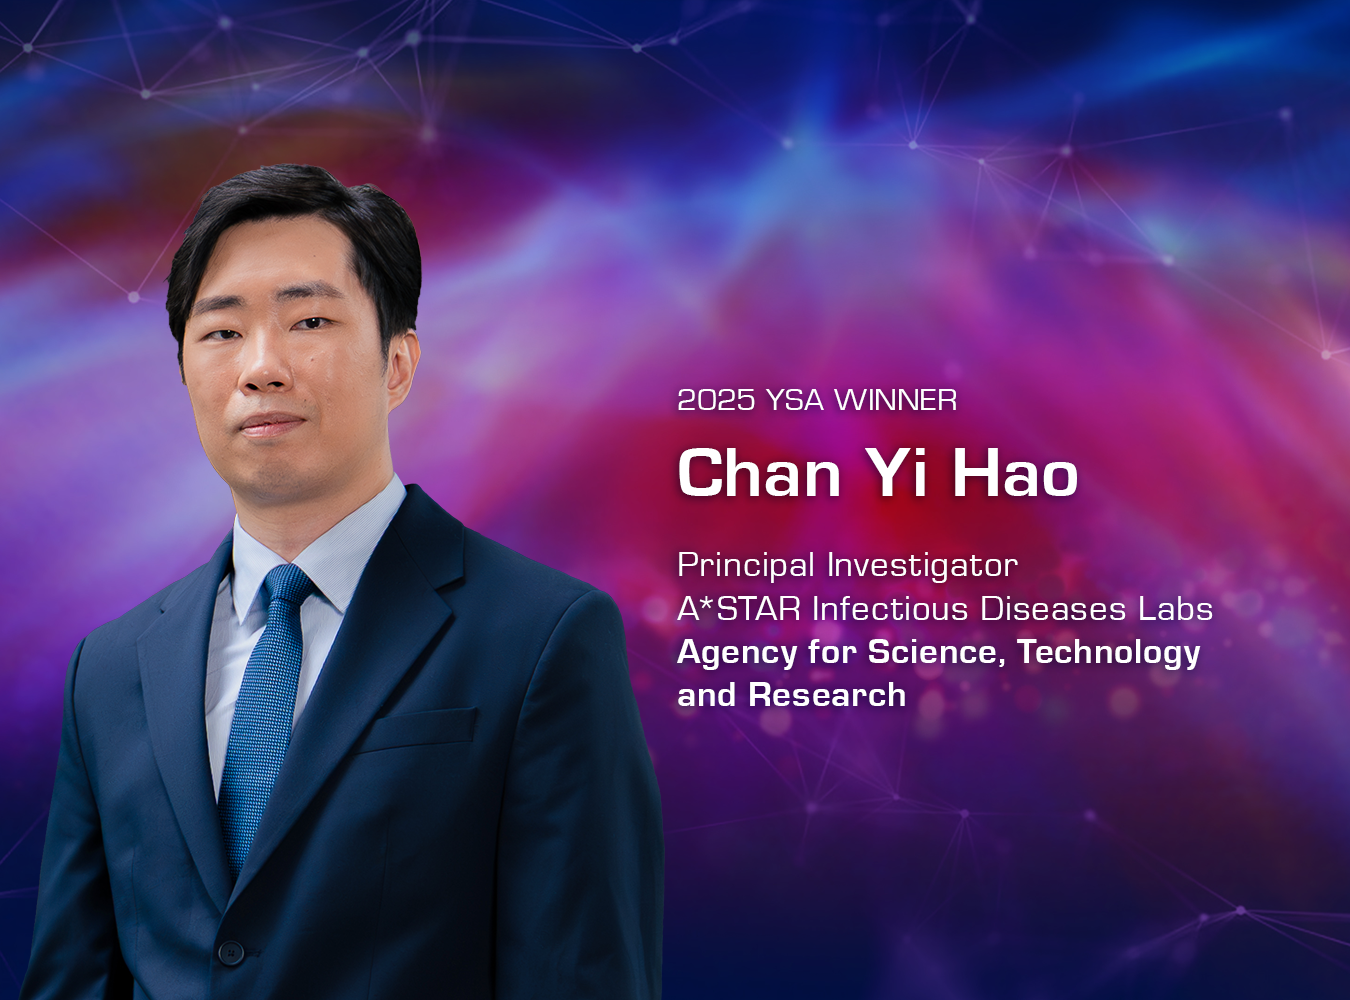 2025 YSA WINNER
Chan Yi Hao
Principal Investigator
A*STAR Infectious Diseases Labs
Agency for Science, Technology
and Research